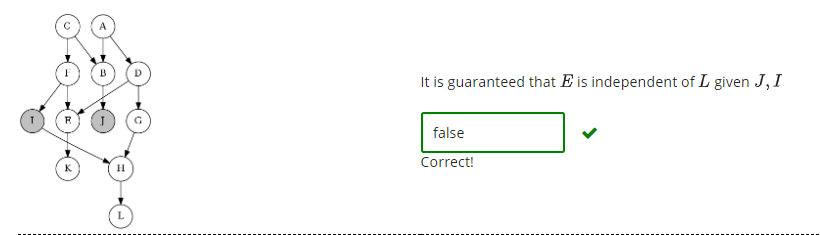 C A
F B D
I E J G
K H
L
It is guaranteed that E is independent of L given J, I
false
Correct!